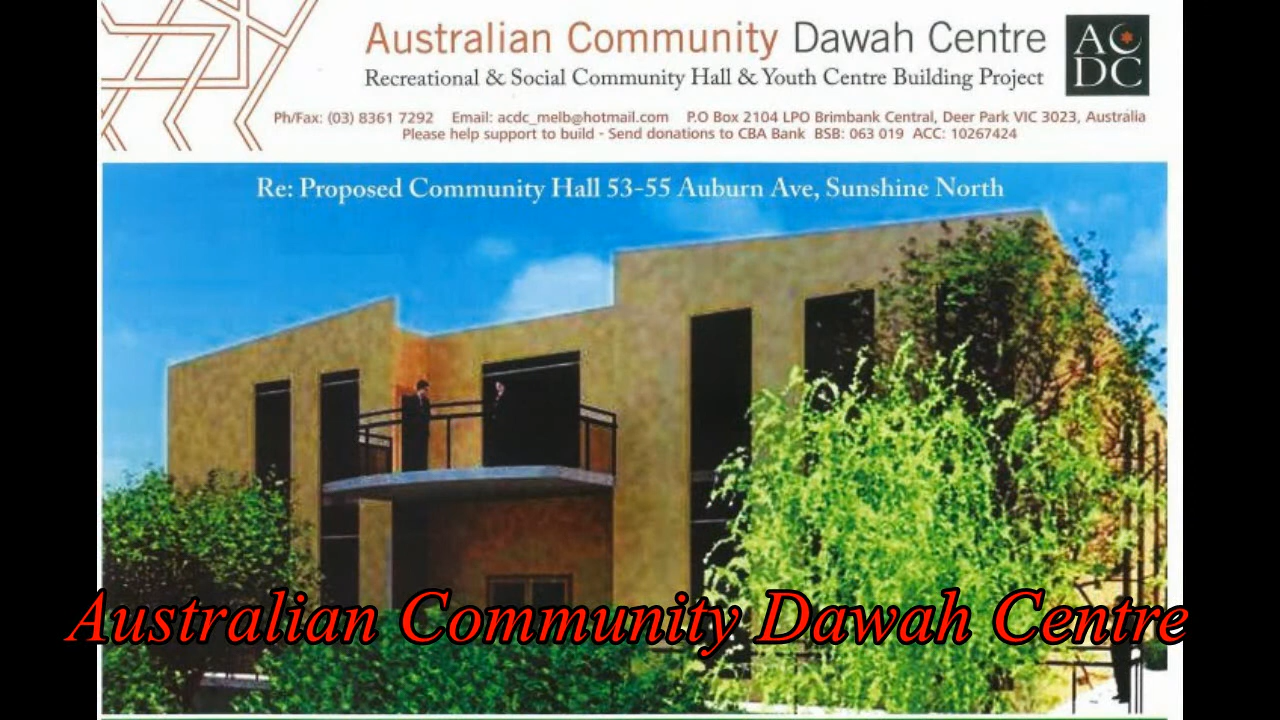 Australian Community Dawah Centre
AC
DC
Recreational & Social Community Hall & Youth Centre Building Project
Ph/Fax: (03) 8361 7292 Email: acdc_melb@hotmail.com P.O Box 2104 LPO Brimbank Central, Deer Park VIC 3023, Australia
Please help support to build - Send donations to CBA Bank BSB: 063 019 ACC: 10267424
Re: Proposed Community Hall 53-55 Auburn Ave, Sunshine North
Australian Community Dawah Centre